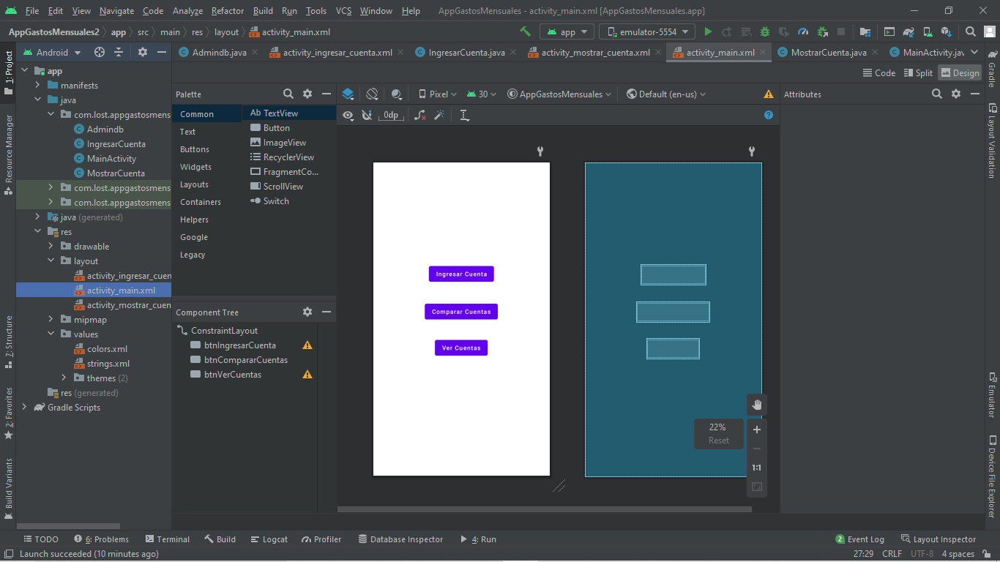 File Edit View Navigate Code Analyze Refactor Build Run Tools VCS Window Help AppGastosMensuales - activity_main.xml [AppGastosMensuales.app]
AppGastosMensuales2 app src main res layout activity_main.xml app emulator-5554
Android Admindb.java activity_ingresar_cuenta.xml IngresarCuenta.java activity_mostrar_cuenta.xml activity_main.xml MostrarCuenta.java MainActivity.jav
Code Split Design
1: Project
Resource Manager
7: Structure
2: Favorites
Build Variants
app
manifests
java
com.lost.appgastosmens
Admindb
IngresarCuenta
MainActivity
MostrarCuenta
com.lost.appgastosmens
com.lost.appgastosmens
java (generated)
res
drawable
layout
activity_ingresar_cuen
activity_main.xml
activity_mostrar_cuen
mipmap
values
colors.xml
strings.xml
themes (2)
res (generated)
Gradle Scripts
Palette
Common
Text
Buttons
Widgets
Layouts
Containers
Helpers
Google
Legacy
Ab TextView
Button
ImageView
RecyclerView
FragmentCo...
ScrollView
Switch
Component Tree
ConstraintLayout
btnIngresarCuenta
btnCompararCuentas
btnVerCuentas
Pixel 30 AppGastosMensuales Default (en-us)
0dp
Ingresar Cuenta
Comparar Cuentas
Ver Cuentas
22%
Reset
1:1
Attributes
Gradle
Layout Validation
Emulator
Device File Explorer
TODO 6: Problems Terminal Build Logcat Profiler Database Inspector 4: Run 2 Event Log Layout Inspector
Launch succeeded (10 minutes ago) 27:29 CRLF UTF-8 4 spaces